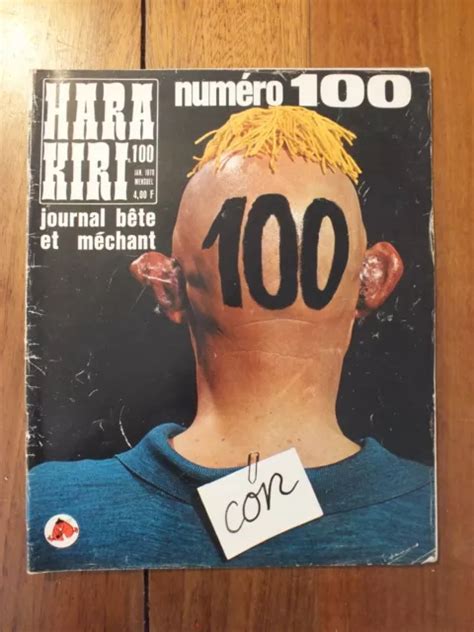 numéro 100
HARA
KIRI
100
JAN. 1970
MENSUEL
4,00 F
journal bête
et méchant
100
con